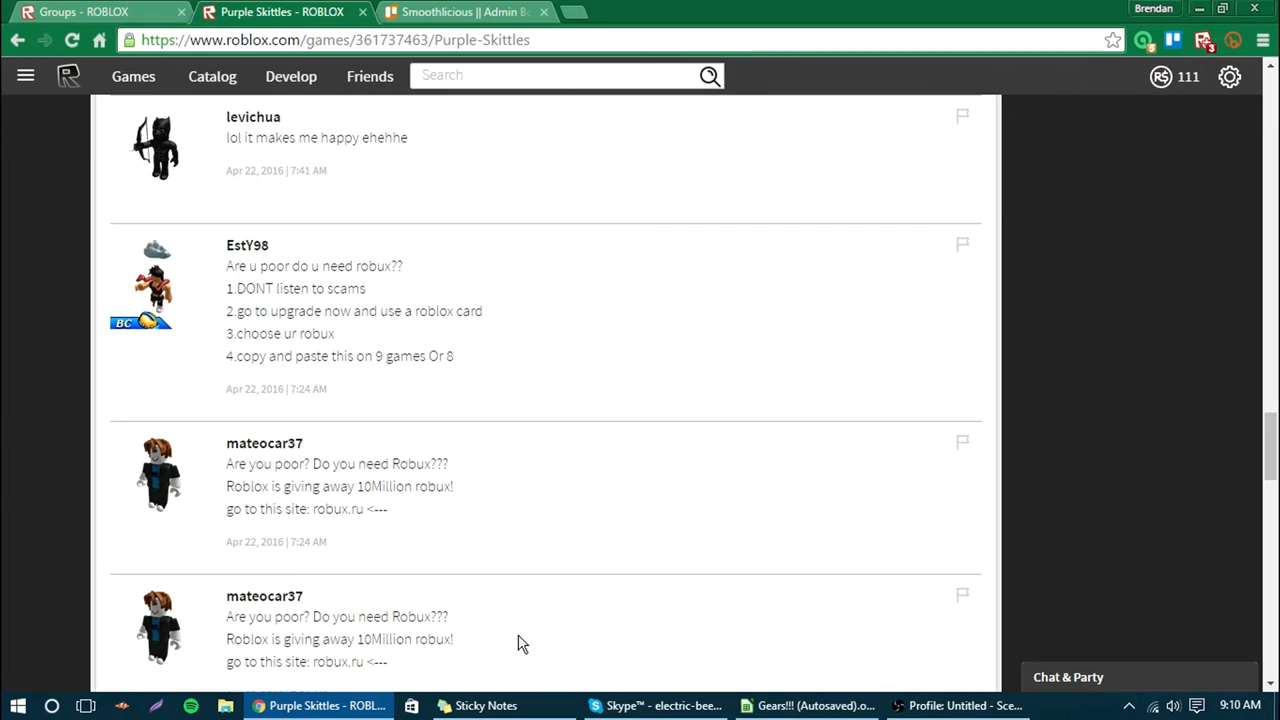 Groups - ROBLOX
Purple Skittles - ROBLOX
Smoothlicious || Admin B
Brendan
https://www.roblox.com/games/361737463/Purple-Skittles
Games
Catalog
Develop
Friends
Search
R$ 111
levichua
lol it makes me happy ehehhe
Apr 22, 2016 | 7:41 AM
EstY98
Are u poor do u need robux??
1.DONT listen to scams
2.go to upgrade now and use a roblox card
3.choose ur robux
4.copy and paste this on 9 games Or 8
Apr 22, 2016 | 7:24 AM
BC
mateocar37
Are you poor? Do you need Robux???
Roblox is giving away 10Million robux!
go to this site: robux.ru <---
Apr 22, 2016 | 7:24 AM
mateocar37
Are you poor? Do you need Robux???
Roblox is giving away 10Million robux!
go to this site: robux.ru <---
Chat & Party
Purple Skittles - ROBL...
Sticky Notes
Skype™ - electric-bee...
Gears!!! (Autosaved).o...
Profile: Untitled - Sce...
9:10 AM